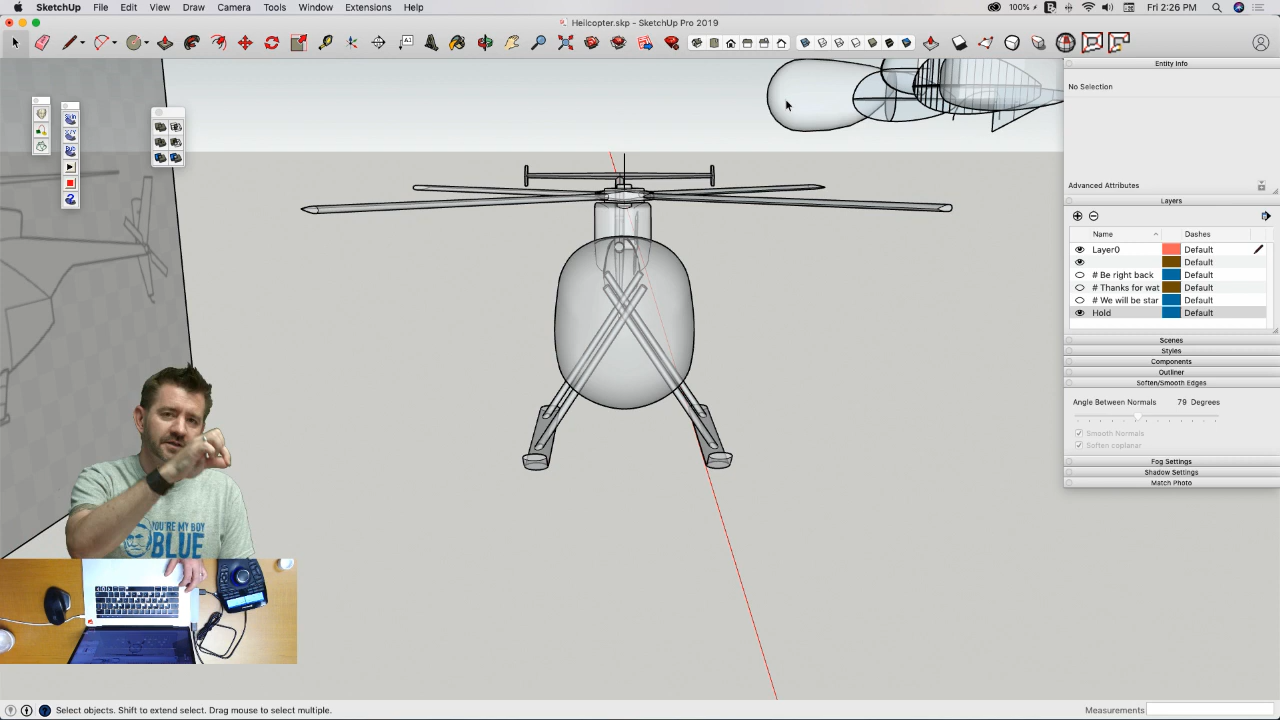 SketchUp File Edit View Draw Camera Tools Window Extensions Help
100% Fri 2:26 PM
Helicopter.skp - SketchUp Pro 2019
Entity Info
No Selection
Advanced Attributes
Layers
Name Dashes
Layer0 Default
Default
# Be right back Default
# Thanks for wat Default
# We will be star Default
Hold Default
Scenes
Styles
Components
Outliner
Soften/Smooth Edges
Angle Between Normals 79 Degrees
Smooth Normals
Soften coplanar
Fog Settings
Shadow Settings
Match Photo
YOU'RE MY BOY
BLUE
Select objects. Shift to extend select. Drag mouse to select multiple.
Measurements